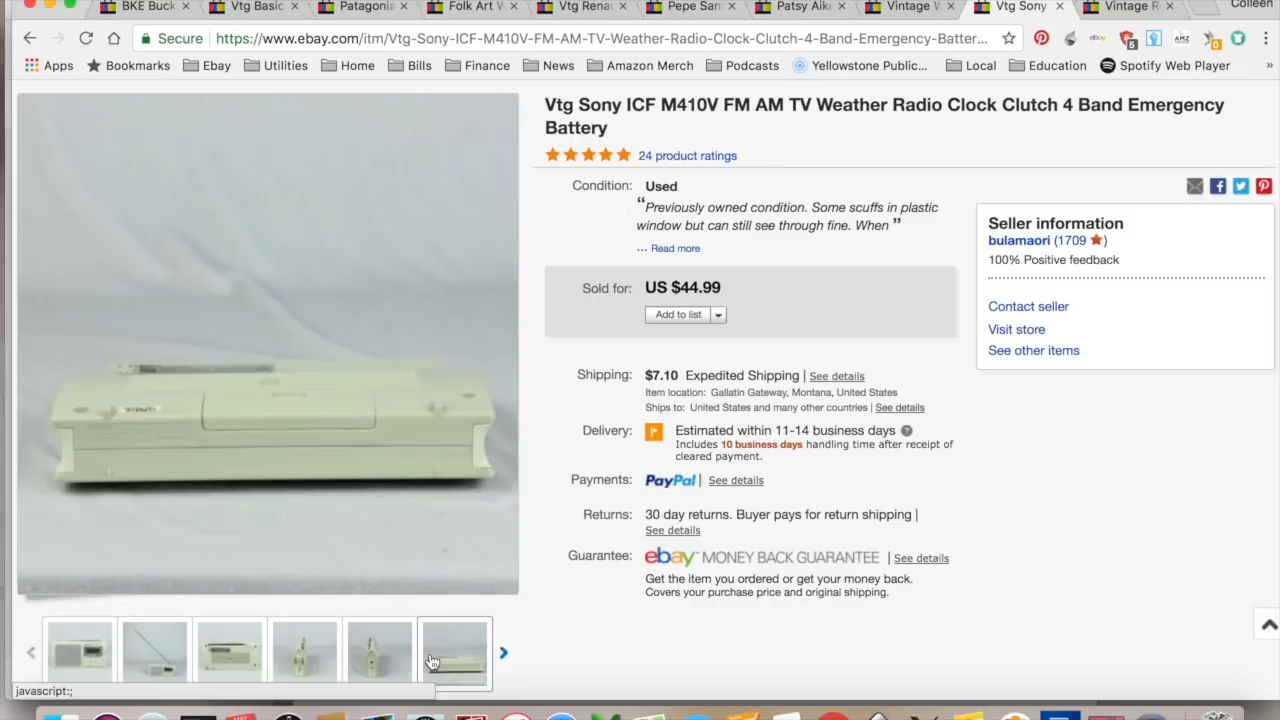 BKE Buck
Vtg Basic
Patagonia
Folk Art W
Vtg Renau
Pepe San
Patsy Aike
Vintage W
Vtg Sony
Vintage R
Colleen
Secure
https://www.ebay.com/itm/Vtg-Sony-ICF-M410V-FM-AM-TV-Weather-Radio-Clock-Clutch-4-Band-Emergency-Batter...
5
AMZ
0
Apps
Bookmarks
Ebay
Utilities
Home
Bills
Finance
News
Amazon Merch
Podcasts
Yellowstone Public...
Local
Education
Spotify Web Player
»
Vtg Sony ICF M410V FM AM TV Weather Radio Clock Clutch 4 Band Emergency
Battery
24 product ratings
Condition: Used
“Previously owned condition. Some scuffs in plastic
window but can still see through fine. When ”
... Read more
Sold for: US $44.99
Add to list
Shipping: $7.10 Expedited Shipping | See details
Item location: Gallatin Gateway, Montana, United States
Ships to: United States and many other countries | See details
Delivery: Estimated within 11-14 business days
Includes 10 business days handling time after receipt of
cleared payment.
Payments: PayPal | See details
Returns: 30 day returns. Buyer pays for return shipping |
See details
Guarantee: ebay MONEY BACK GUARANTEE | See details
Get the item you ordered or get your money back.
Covers your purchase price and original shipping.
Seller information
bulamaori (1709)
100% Positive feedback
Contact seller
Visit store
See other items
javascript:;